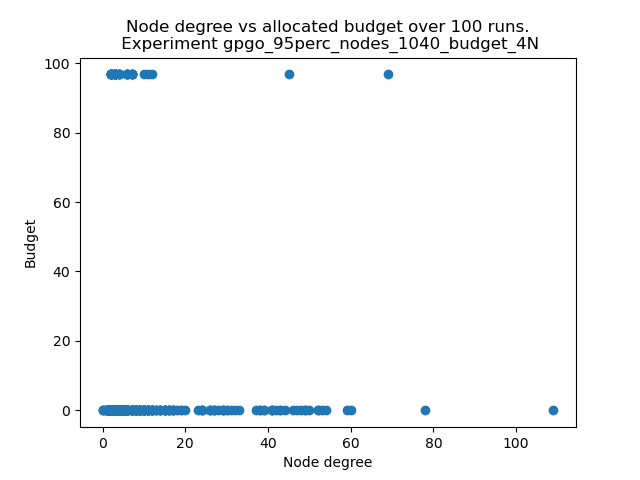 Node degree vs allocated budget over 100 runs.
Experiment gpgo_95perc_nodes_1040_budget_4N
100
80
60
40
20
0
Budget
0 20 40 60 80 100
Node degree